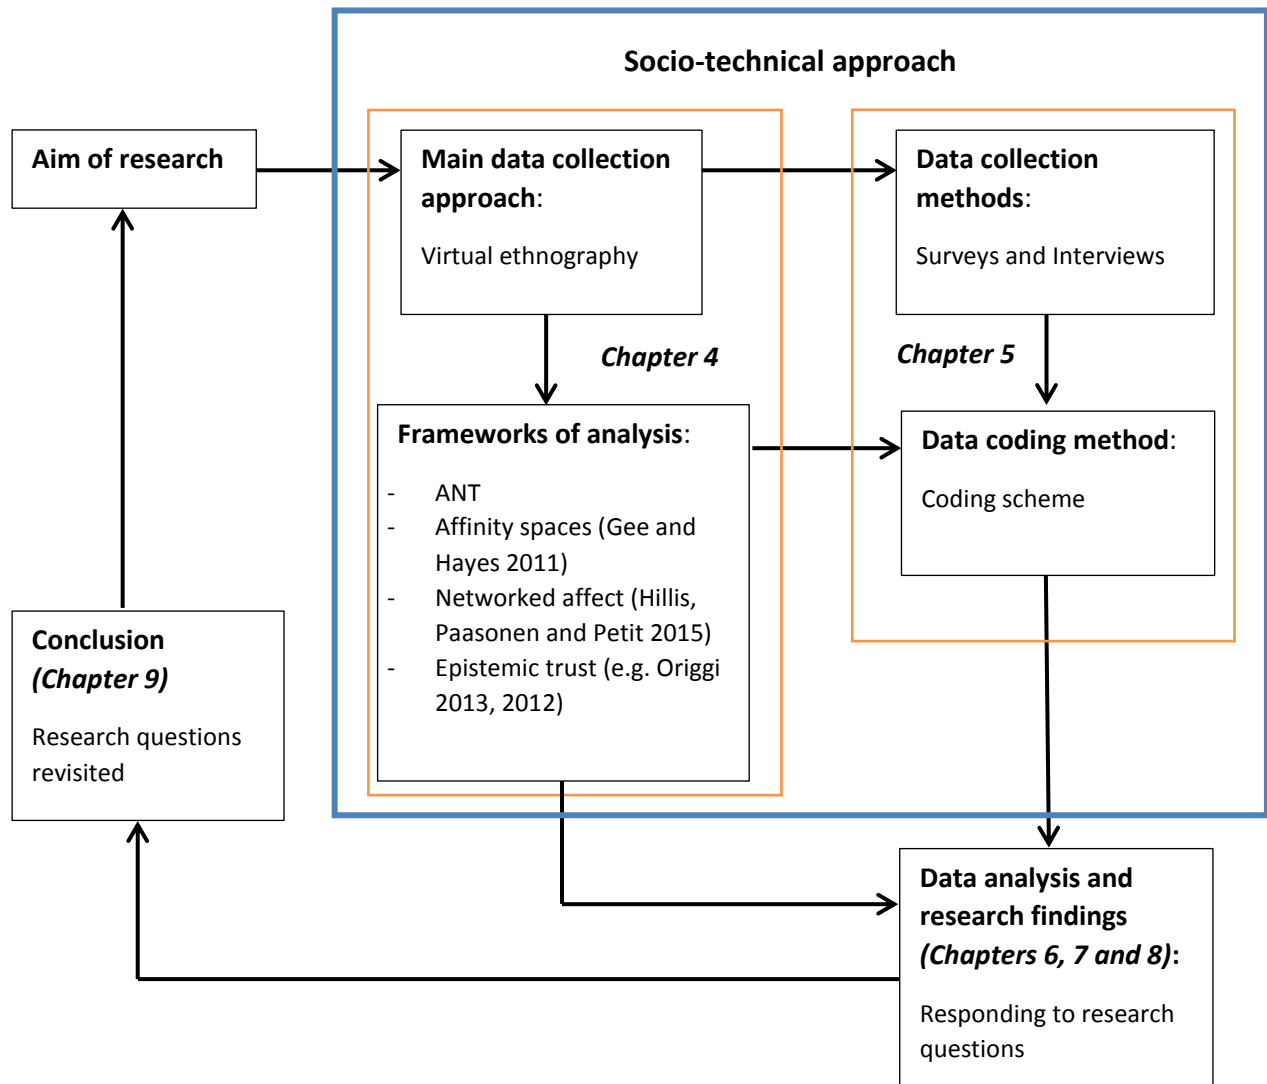 Socio-technical approach
Aim of research
Main data collection
approach:
Virtual ethnography
Data collection
methods:
Surveys and Interviews
Chapter 4
Chapter 5
Frameworks of analysis:
- ANT
- Affinity spaces (Gee and
Hayes 2011)
- Networked affect (Hillis,
Paasonen and Petit 2015)
- Epistemic trust (e.g. Origgi
2013, 2012)
Data coding method:
Coding scheme
Conclusion
(Chapter 9)
Research questions
revisited
Data analysis and
research findings
(Chapters 6, 7 and 8):
Responding to research
questions